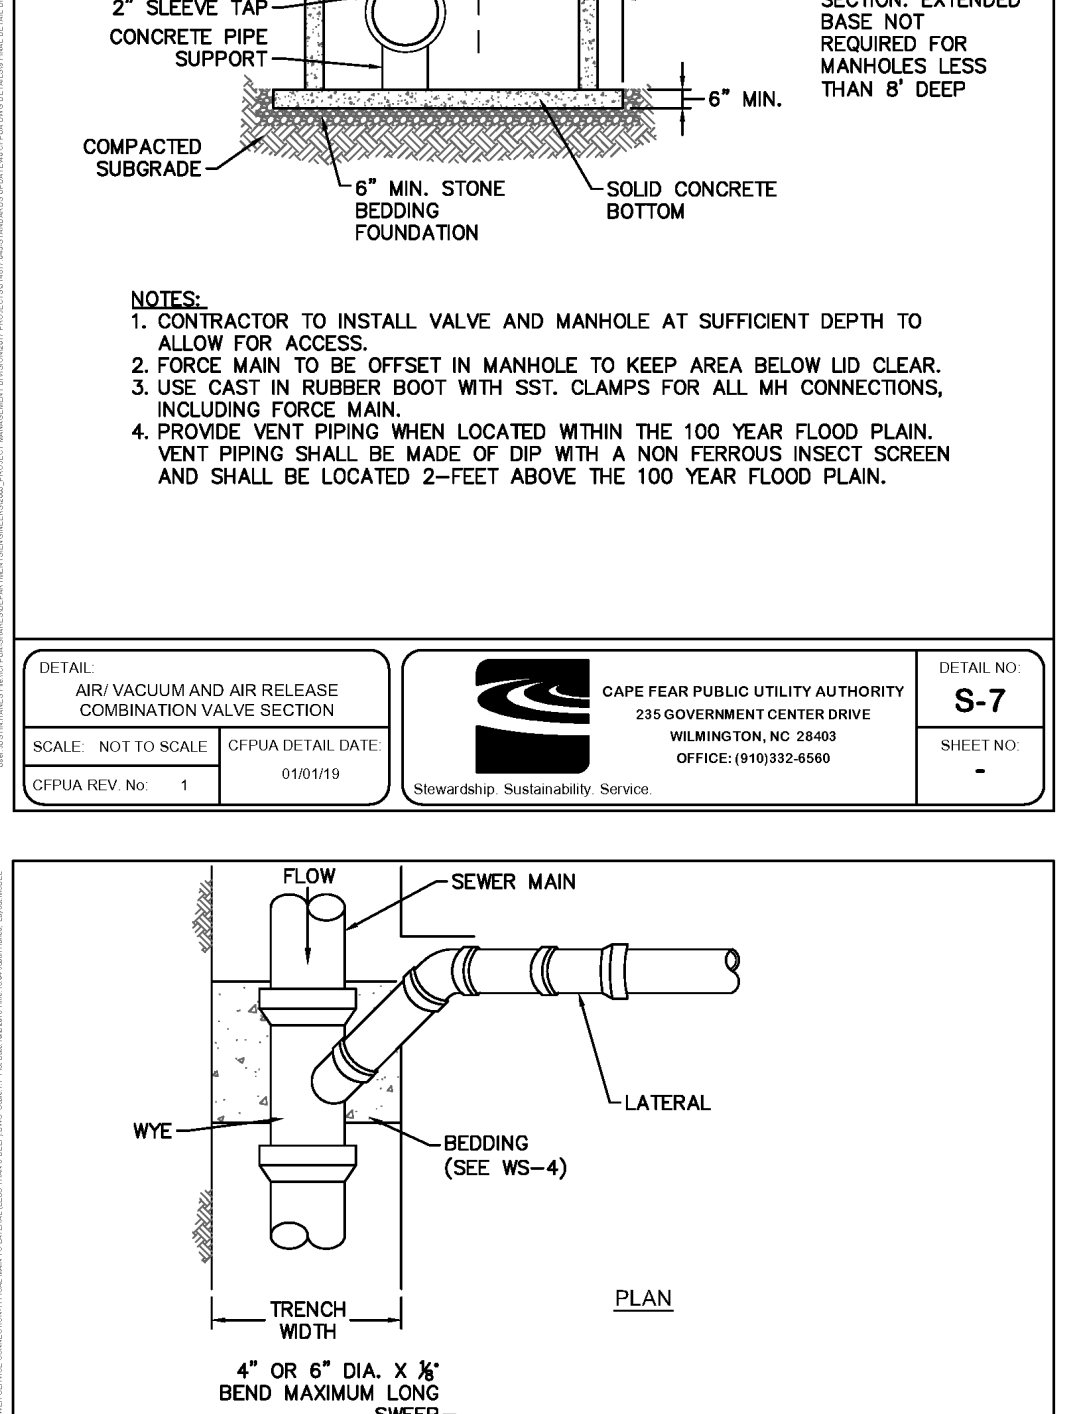 2" SLEEVE TAP
CONCRETE PIPE
SUPPORT
SECTION. EXTENDED
BASE NOT
REQUIRED FOR
MANHOLES LESS
THAN 8' DEEP
6" MIN.
COMPACTED
SUBGRADE
6" MIN. STONE
BEDDING
FOUNDATION
SOLID CONCRETE
BOTTOM
NOTES:
1. CONTRACTOR TO INSTALL VALVE AND MANHOLE AT SUFFICIENT DEPTH TO
ALLOW FOR ACCESS.
2. FORCE MAIN TO BE OFFSET IN MANHOLE TO KEEP AREA BELOW LID CLEAR.
3. USE CAST IN RUBBER BOOT WITH SST. CLAMPS FOR ALL MH CONNECTIONS,
INCLUDING FORCE MAIN.
4. PROVIDE VENT PIPING WHEN LOCATED WITHIN THE 100 YEAR FLOOD PLAIN.
VENT PIPING SHALL BE MADE OF DIP WITH A NON FERROUS INSECT SCREEN
AND SHALL BE LOCATED 2-FEET ABOVE THE 100 YEAR FLOOD PLAIN.
DETAIL:
AIR/ VACUUM AND AIR RELEASE
COMBINATION VALVE SECTION
SCALE: NOT TO SCALE
CFPUA REV. No: 1
CFPUA DETAIL DATE:
01/01/19
Stewardship. Sustainability. Service.
CAPE FEAR PUBLIC UTILITY AUTHORITY
235 GOVERNMENT CENTER DRIVE
WILMINGTON, NC 28403
OFFICE: (910)332-6560
DETAIL NO:
S-7
SHEET NO:
-
FLOW
SEWER MAIN
LATERAL
WYE
BEDDING
(SEE WS-4)
TRENCH
WIDTH
PLAN
4" OR 6" DIA. X ⅛"
BEND MAXIMUM LONG
SWEEP